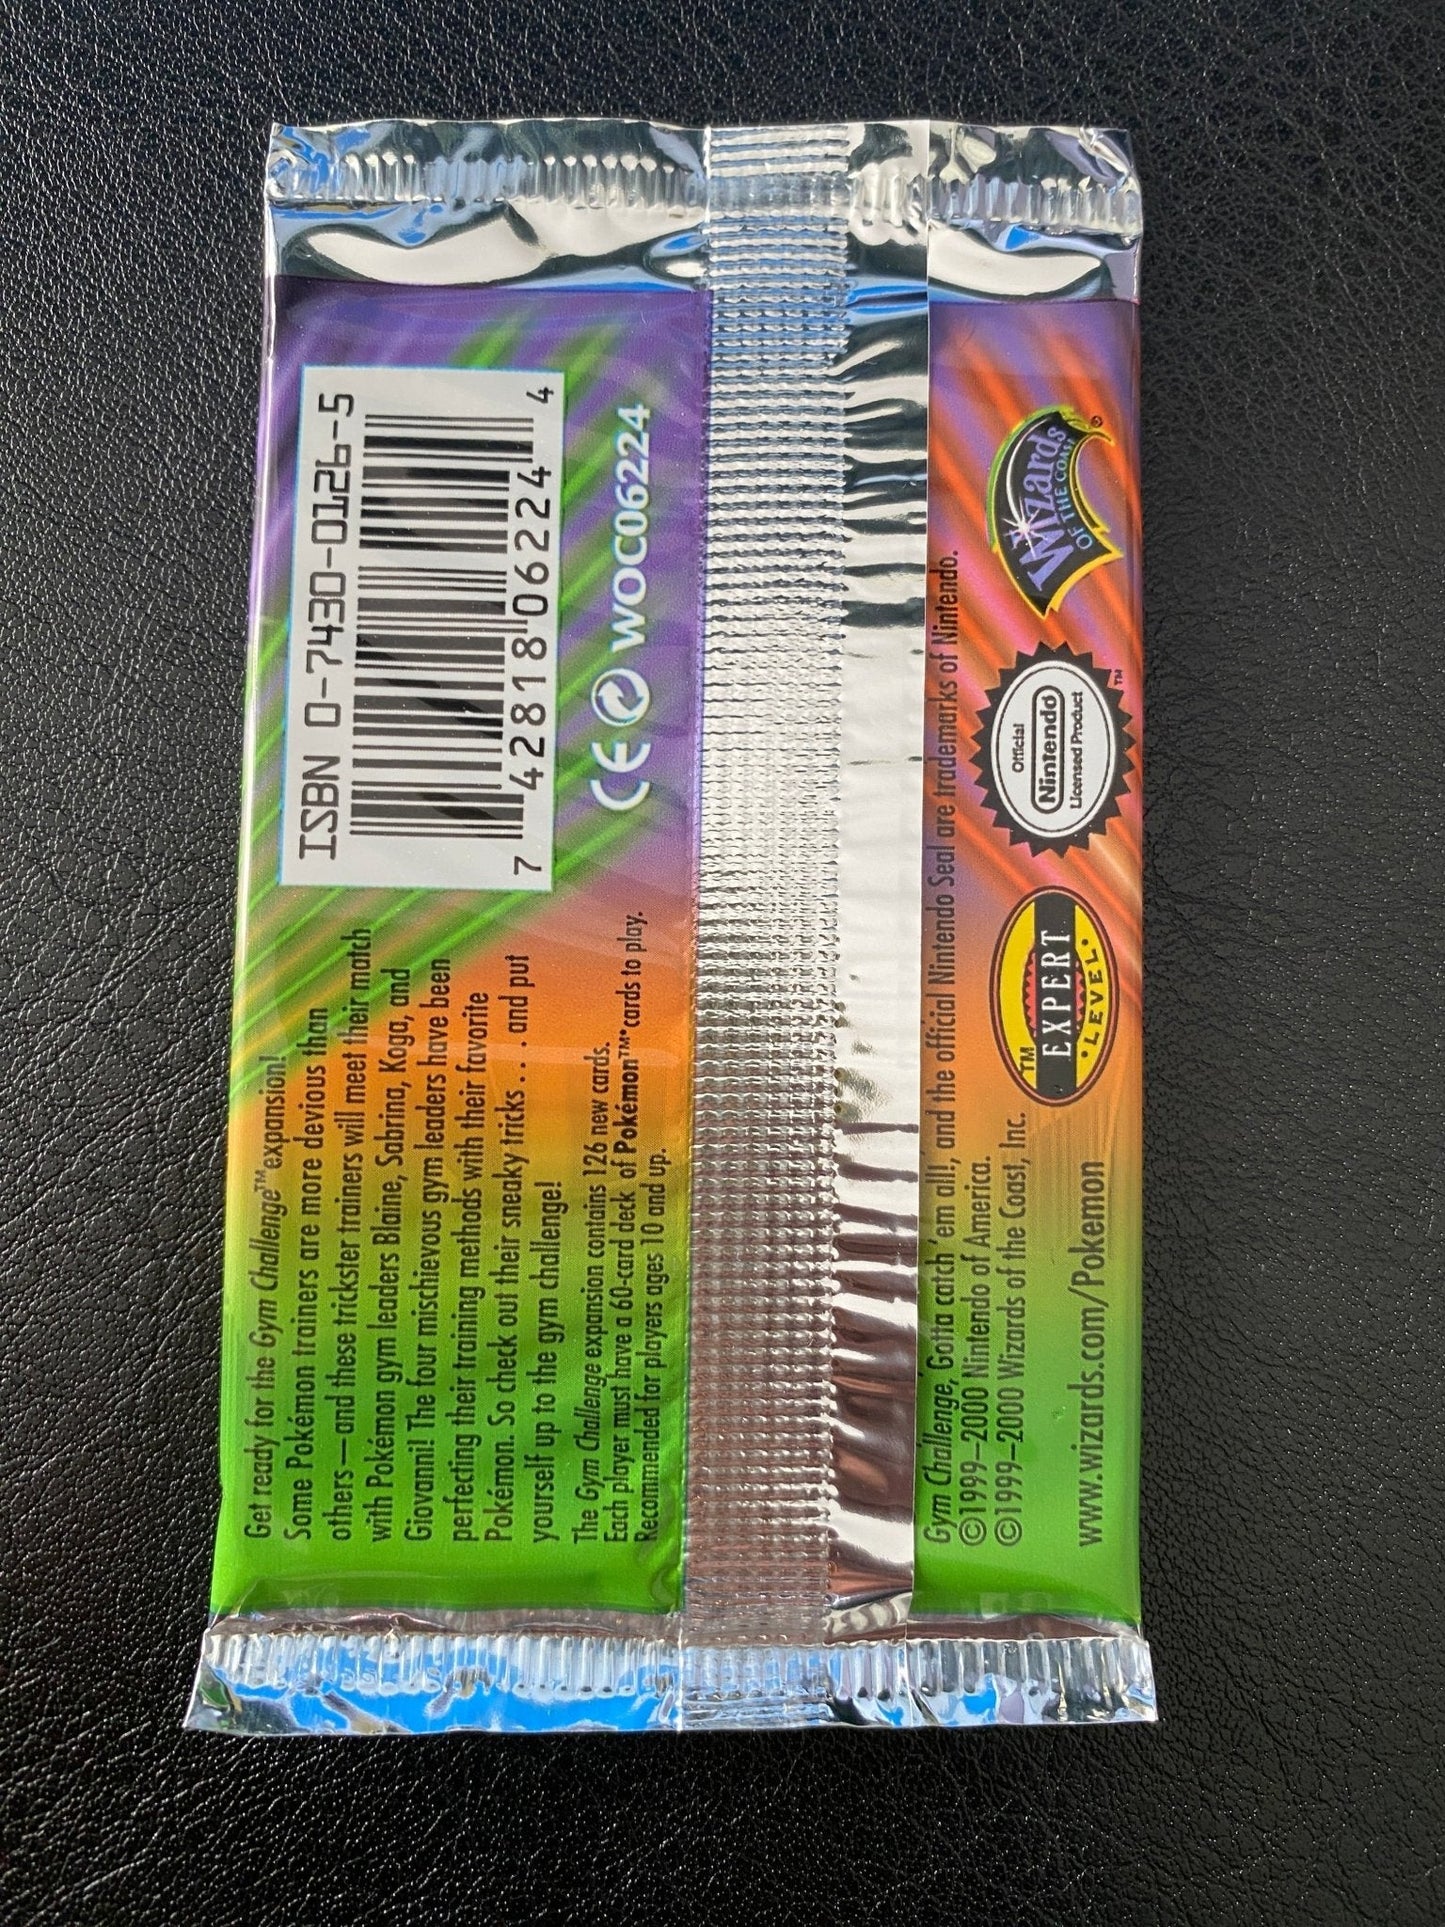 Get ready for the Gym Challenge™ expansion!
Some Pokémon trainers are more devious than
others—and these trickster trainers will meet their match
with Pokémon gym leaders Blaine, Sabrina, Koga, and
Giovanni! The four mischievous gym leaders have been
perfecting their training methods with their favorite
Pokémon. So check out their sneaky tricks . . . and put
yourself up to the gym challenge!
The Gym Challenge expansion contains 126 new cards.
Each player must have a 60-card deck of Pokémon™* cards to play.
Recommended for players ages 10 and up.
ISBN 0-7430-0126-5
7 42818 06224 4
CE WOC06224
Gym Challenge, Gotta catch 'em all!, and the official Nintendo Seal are trademarks of Nintendo.
©1999–2000 Nintendo of America.
©1999–2000 Wizards of the Coast, Inc.
www.wizards.com/Pokemon
TM
EXPERT
LEVEL
Official
Nintendo
Licensed Product
TM
Wizards
OF THE COAST
®